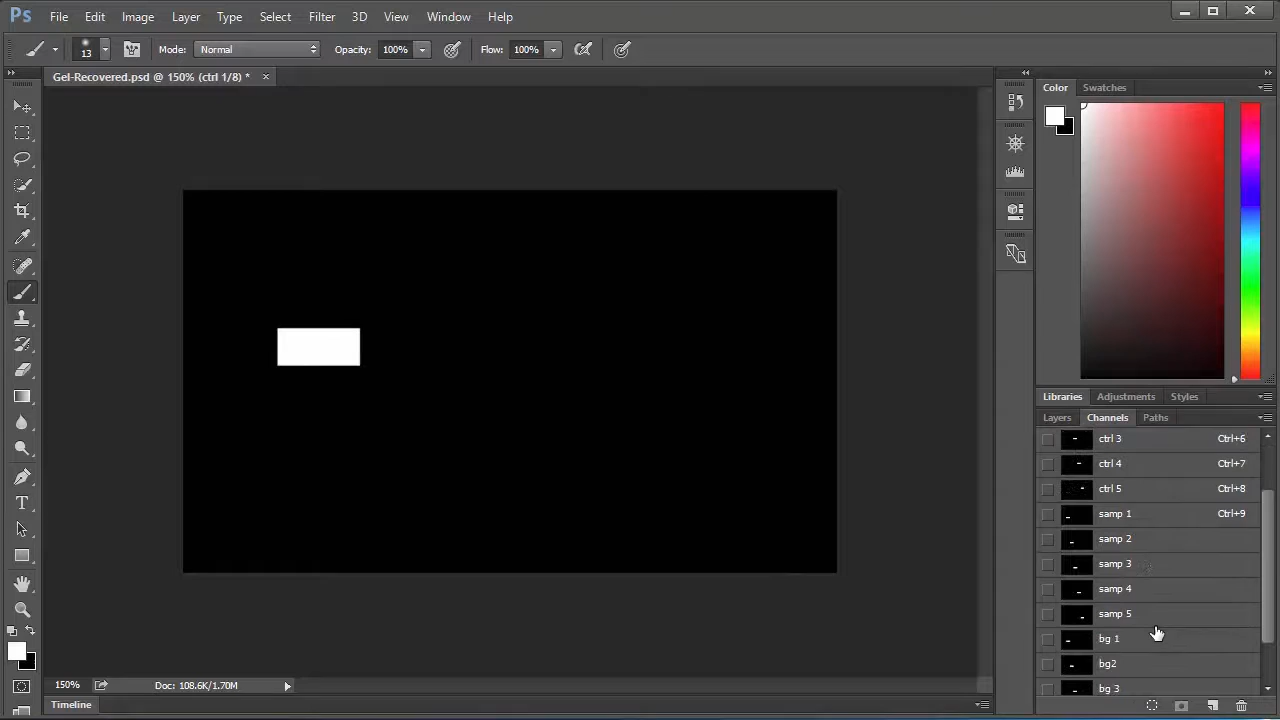 Ps File Edit Image Layer Type Select Filter 3D View Window Help
13 Mode: Normal Opacity: 100% Flow: 100%
Gel-Recovered.psd @ 150% (ctrl 1/8) * ×
Color Swatches
Libraries Adjustments Styles
Layers Channels Paths
ctrl 3 Ctrl+6
ctrl 4 Ctrl+7
ctrl 5 Ctrl+8
samp 1 Ctrl+9
samp 2
samp 3
samp 4
samp 5
bg 1
bg2
bg 3
150% Doc: 108.6K/1.70M
Timeline